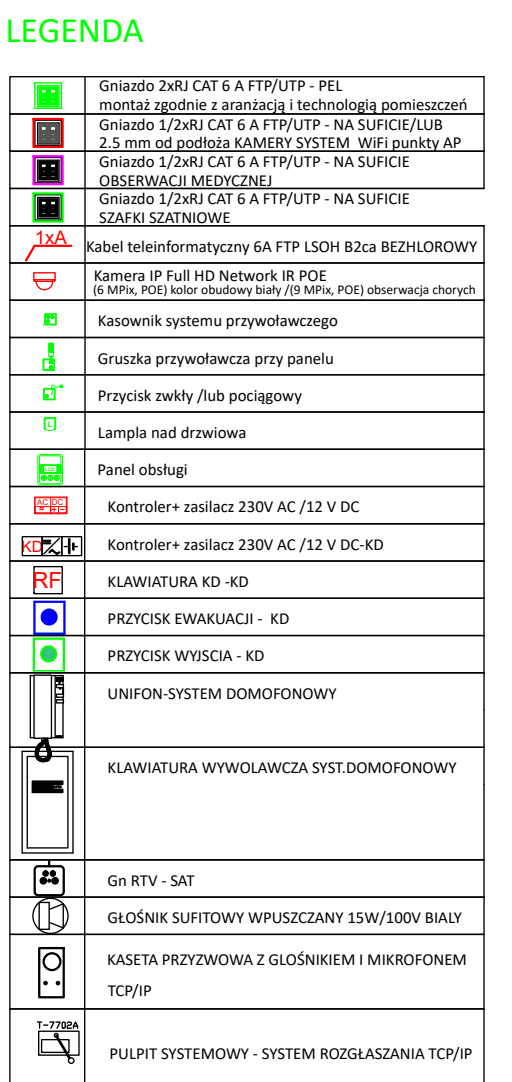 LEGENDA
Gniazdo 2xRJ CAT 6 A FTP/UTP - PEL
montaż zgodnie z aranżacją i technologią pomieszczeń
Gniazdo 1/2xRJ CAT 6 A FTP/UTP - NA SUFICIE/LUB
2.5 mm od podłoża KAMERY SYSTEM WiFi punkty AP
Gniazdo 1/2xRJ CAT 6 A FTP/UTP - NA SUFICIE
OBSERWACJI MEDYCZNEJ
Gniazdo 1/2xRJ CAT 6 A FTP/UTP - NA SUFICIE
SZAFKI SZATNIOWE
1xA Kabel teleinformatyczny 6A FTP LSOH B2ca BEZHLOROWY
Kamera IP Full HD Network IR POE
(6 MPix, POE) kolor obudowy biały /(9 MPix, POE) obserwacja chorych
Kasownik systemu przywoławczego
Gruszka przywoławcza przy panelu
Przycisk zwkły /lub pociągowy
L Lampla nad drzwiowa
Panel obsługi
AC DC Kontroler+ zasilacz 230V AC /12 V DC
KD Kontroler+ zasilacz 230V AC /12 V DC-KD
RF KLAWIATURA KD -KD
PRZYCISK EWAKUACJI - KD
PRZYCISK WYJSCIA - KD
UNIFON-SYSTEM DOMOFONOWY
KLAWIATURA WYWOLAWCZA SYST.DOMOFONOWY
Gn RTV - SAT
GŁOŚNIK SUFITOWY WPUSZCZANY 15W/100V BIALY
KASETA PRZYZWOWA Z GLOŚNIKIEM I MIKROFONEM
TCP/IP
T-7702A
PULPIT SYSTEMOWY - SYSTEM ROZGŁASZANIA TCP/IP